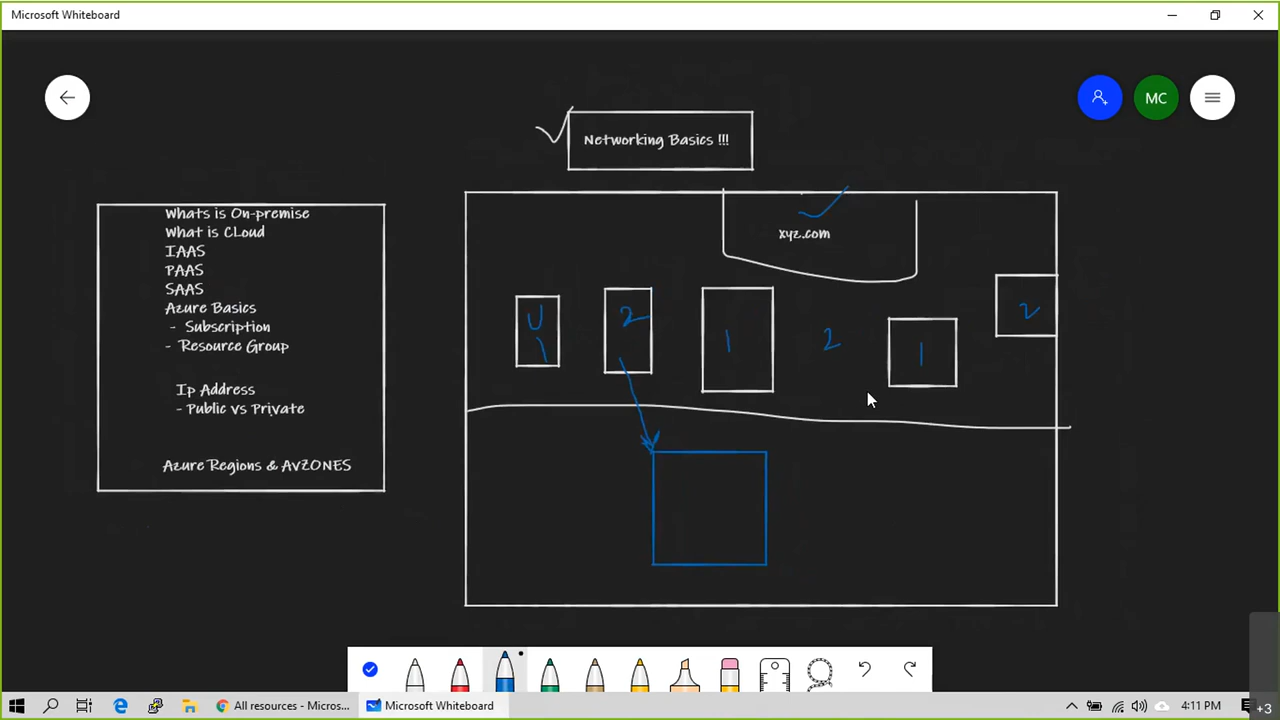 Microsoft Whiteboard
MC
Networking Basics !!!
Whats is On-premise
What is CLoud
IAAS
PAAS
SAAS
Azure Basics
- Subscription
- Resource Group
Ip Address
- Public vs Private
Azure Regions & AVZONES
xyz.com
U
1
2
1
2
1
2
All resources - Micros...
Microsoft Whiteboard
4:11 PM
+3